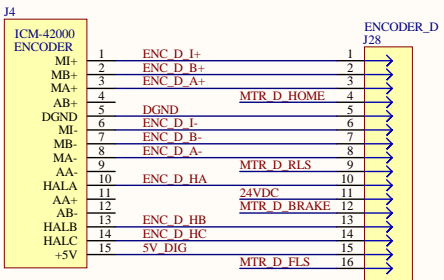 J4
ENCODER_D
J28
ICM-42000
ENCODER
MI+ 1 ENC_D_I+ 1
MB+ 2 ENC_D_B+ 2
MA+ 3 ENC_D_A+ 3
AB+ 4 MTR_D_HOME 4
DGND 5 DGND 5
MI- 6 ENC_D_I- 6
MB- 7 ENC_D_B- 7
MA- 8 ENC_D_A- 8
AA- 9 MTR_D_RLS 9
HALA 10 ENC_D_HA 10
AA+ 11 24VDC 11
AB- 12 MTR_D_BRAKE 12
HALB 13 ENC_D_HB 13
HALC 14 ENC_D_HC 14
+5V 15 5V_DIG 15
MTR_D_FLS 16